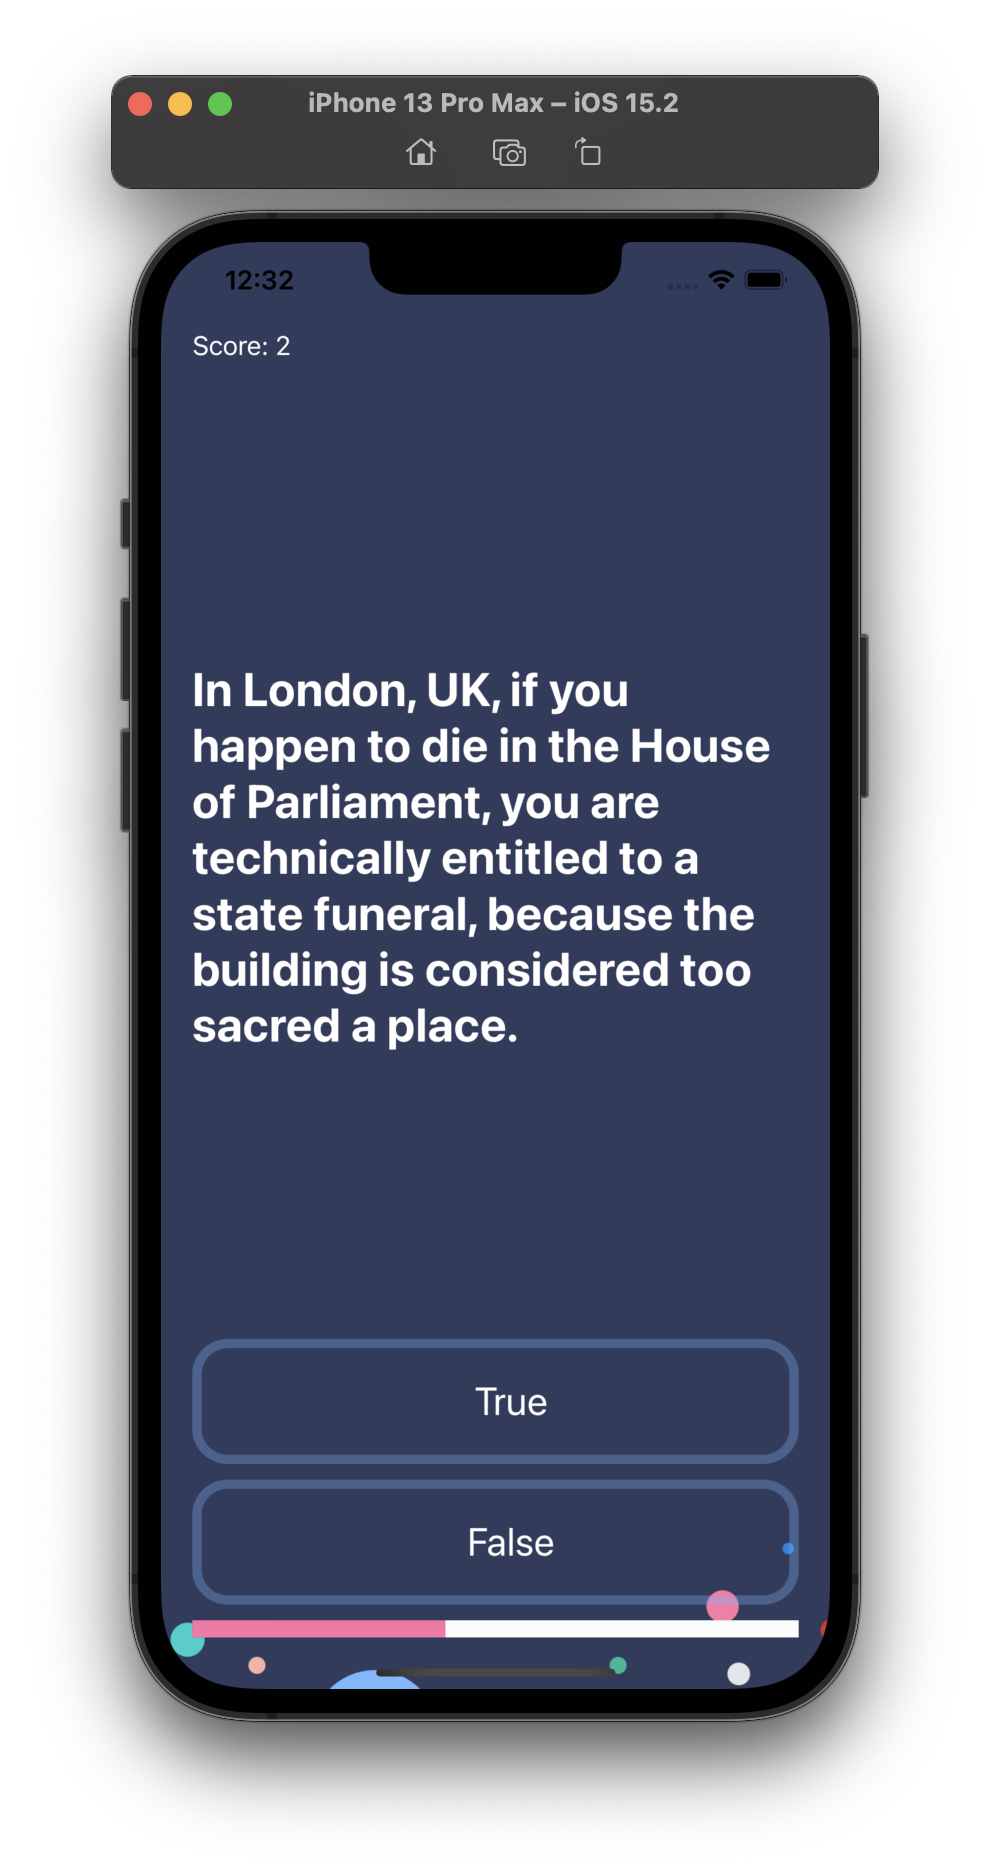 iPhone 13 Pro Max – iOS 15.2
12:32
Score: 2
In London, UK, if you
happen to die in the House
of Parliament, you are
technically entitled to a
state funeral, because the
building is considered too
sacred a place.
True
False